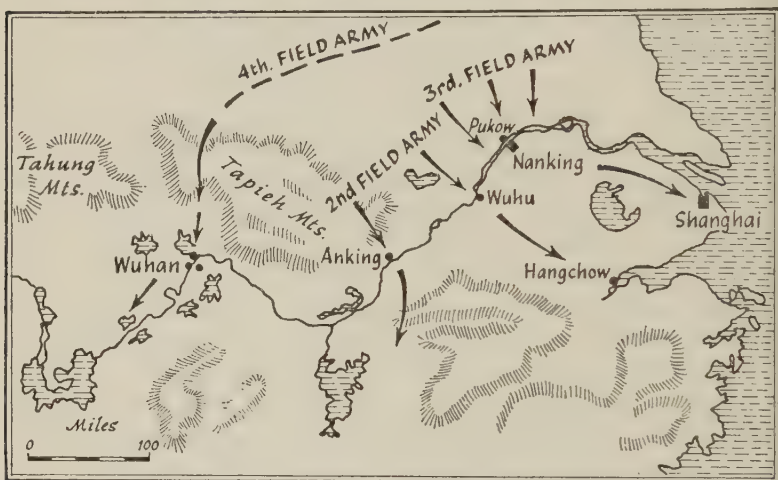 4th. FIELD ARMY
3rd. FIELD ARMY
2nd FIELD ARMY
Tahung
Mts.
Tapieh Mts.
Pukow
Nanking
Wuhu
Shanghai
Wuhan
Anking
Hangchow
Miles
0 100